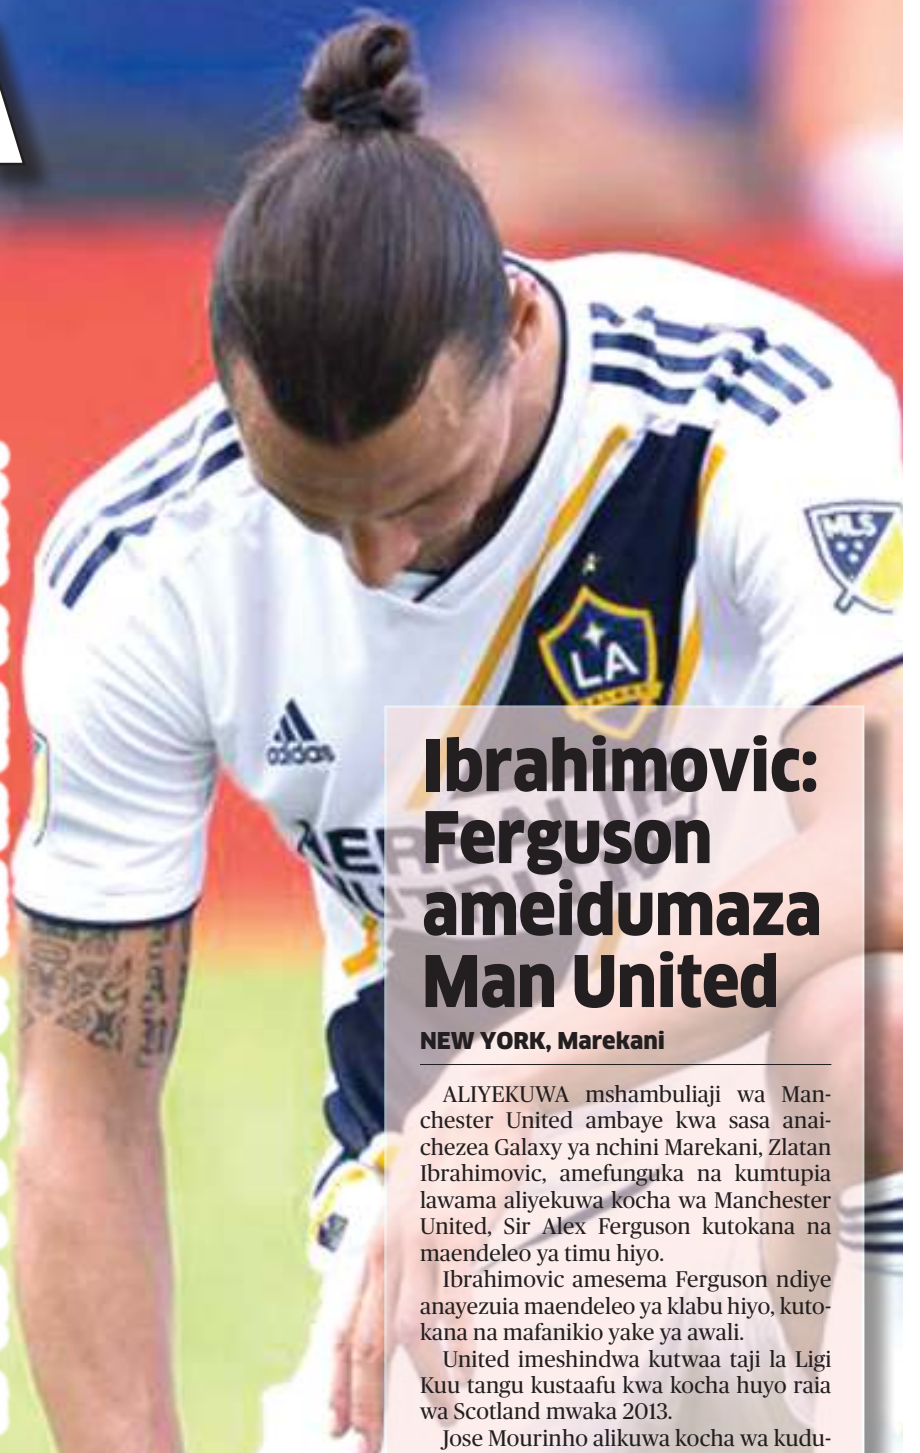 A
MLS
LA
GALAXY
adidas
Ibrahimovic:
Ferguson
ameidumaza
Man United
NEW YORK, Marekani
ALIYEKUWA mshambuliaji wa Man-
chester United ambaye kwa sasa anai-
chezea Galaxy ya nchini Marekani, Zlatan
Ibrahimovic, amefunguka na kumtupia
lawama aliyekuwa kocha wa Manchester
United, Sir Alex Ferguson kutokana na
maendeleo ya timu hiyo.
Ibrahimovic amesema Ferguson ndiye
anayezuia maendeleo ya klabu hiyo, kuto-
kana na mafanikio yake ya awali.
United imeshindwa kutwaa taji la Ligi
Kuu tangu kustaafu kwa kocha huyo raia
wa Scotland mwaka 2013.
Jose Mourinho alikuwa kocha wa kudu-